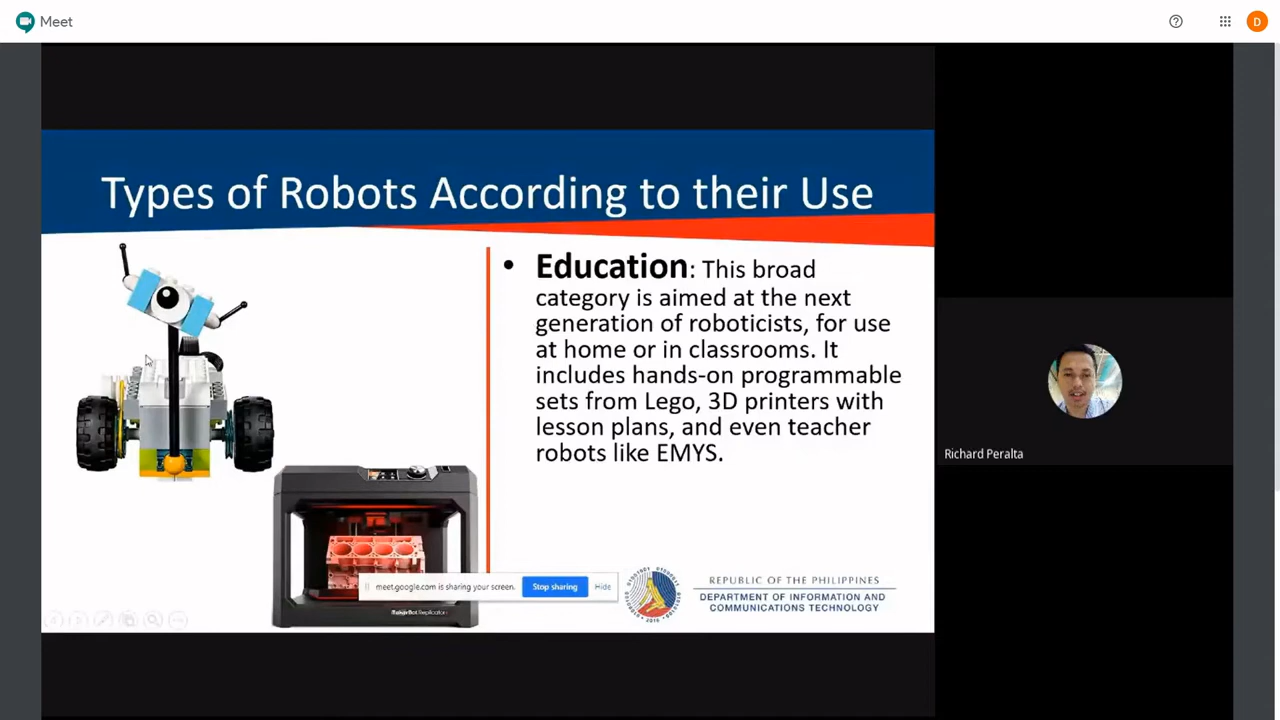 Meet
D
Types of Robots According to their Use
• Education: This broad
category is aimed at the next
generation of roboticists, for use
at home or in classrooms. It
includes hands-on programmable
sets from Lego, 3D printers with
lesson plans, and even teacher
robots like EMYS.
Richard Peralta
meet.google.com is sharing your screen. Stop sharing Hide
MakerBot Replicator+
REPUBLIC OF THE PHILIPPINES
DEPARTMENT OF INFORMATION AND
COMMUNICATIONS TECHNOLOGY
2016